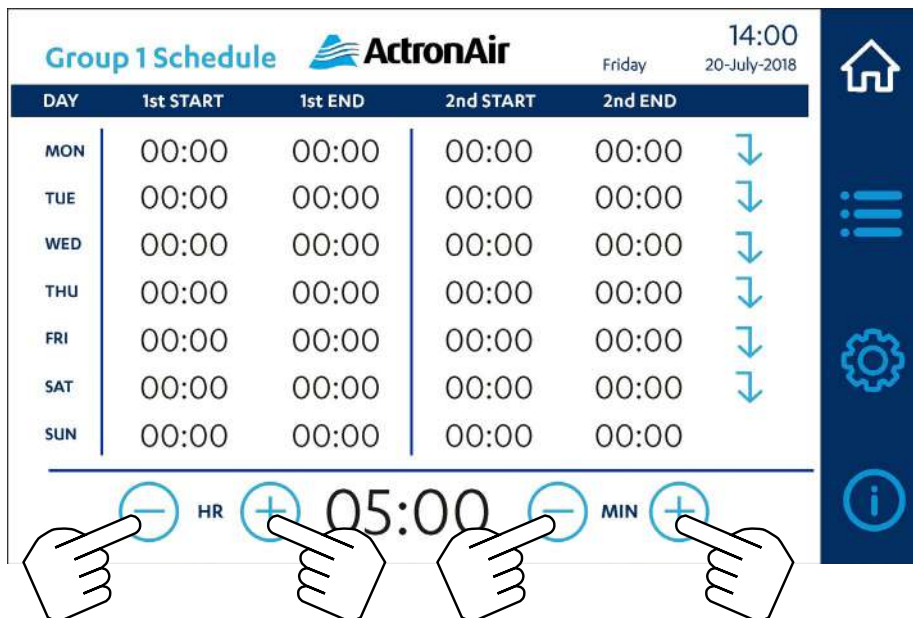 Group 1 Schedule ActronAir Friday 14:00 20-July-2018
DAY 1st START 1st END 2nd START 2nd END
MON 00:00 00:00 00:00 00:00
TUE 00:00 00:00 00:00 00:00
WED 00:00 00:00 00:00 00:00
THU 00:00 00:00 00:00 00:00
FRI 00:00 00:00 00:00 00:00
SAT 00:00 00:00 00:00 00:00
SUN 00:00 00:00 00:00 00:00
HR 05:00 MIN